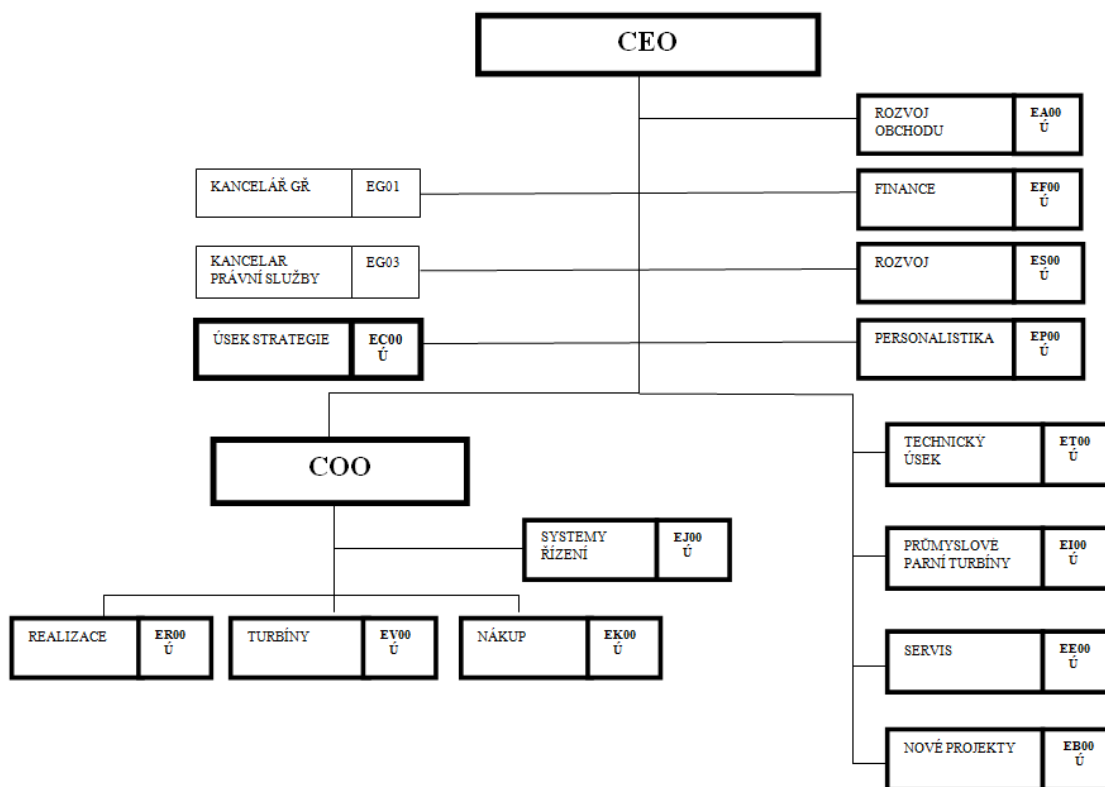 CEO
ROZVOJ
OBCHODU
EA00
Ú
KANCELÁŘ GŘ
EG01
FINANCE
EF00
Ú
KANCELAR
PRÁVNÍ SLUŽBY
EG03
ROZVOJ
ES00
Ú
ÚSEK STRATEGIE
EC00
Ú
PERSONALISTIKA
EP00
Ú
COO
TECHNICKÝ
ÚSEK
ET00
Ú
SYSTEMY
ŘÍZENÍ
EJ00
Ú
PRŮMYSLOVÉ
PARNÍ TURBÍNY
EI00
Ú
REALIZACE
ER00
Ú
TURBÍNY
EV00
Ú
NÁKUP
EK00
Ú
SERVIS
EE00
Ú
NOVÉ PROJEKTY
EB00
Ú